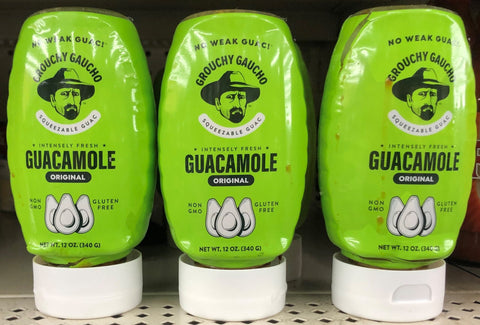 NO WEAK GUAC!
GROUCHY GAUCHO
SQUEEZABLE GUAC
INTENSELY FRESH
GUACAMOLE
ORIGINAL
NON GLUTEN
GMO FREE
NET WT. 12 OZ. (340 G)
NO WEAK GUAC!
GROUCHY GAUCHO
SQUEEZABLE GUAC
INTENSELY FRESH
GUACAMOLE
ORIGINAL
NON GLUTEN
GMO FREE
NET WT. 12 OZ. (340 G)
NO WEAK GUAC!
GROUCHY GAUCHO
SQUEEZABLE GUAC
INTENSELY FRESH
GUACAMOLE
ORIGINAL
NON GLUTEN
GMO FREE
NET WT. 12 OZ. (340 G)